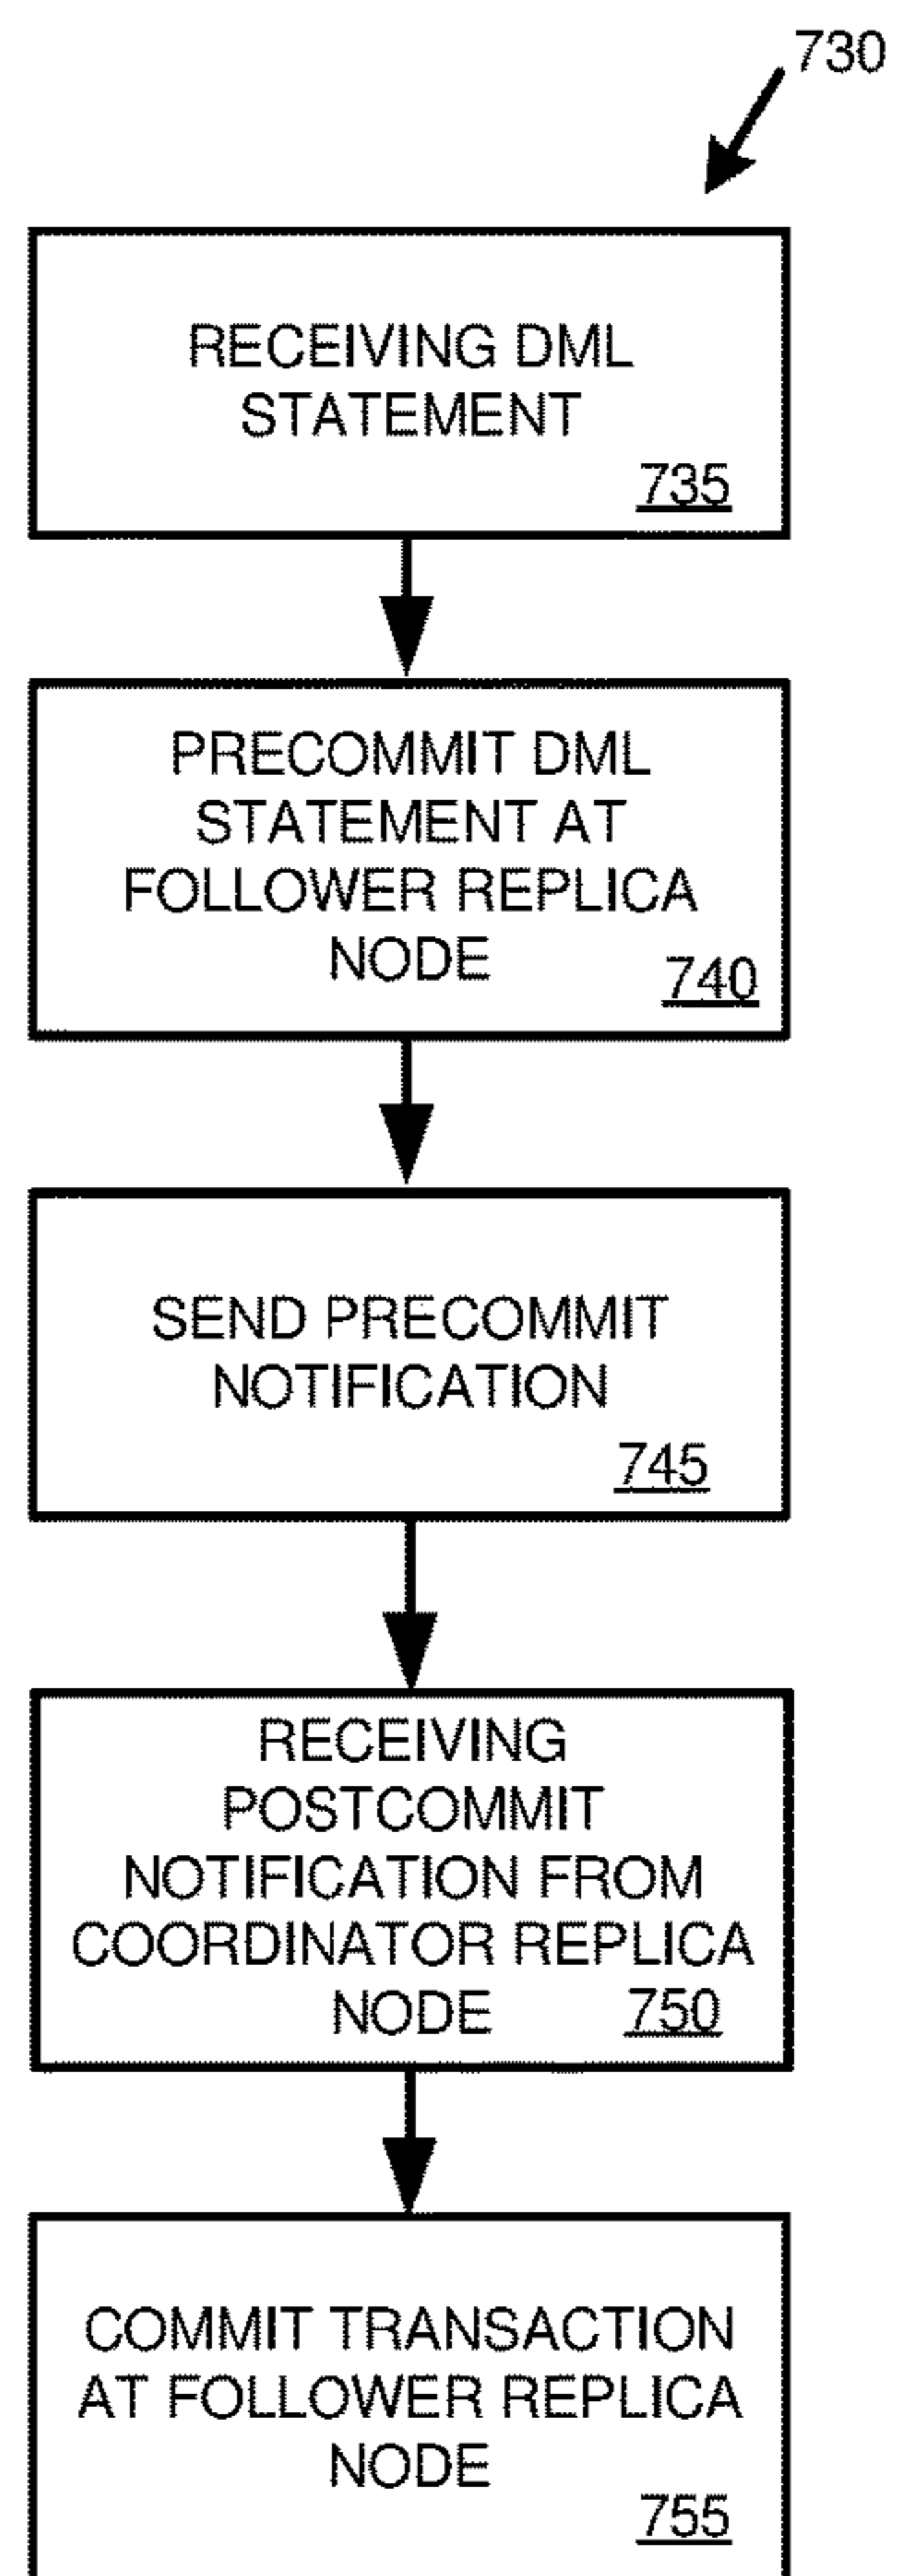 730
RECEIVING DML
STATEMENT
735
PRECOMMIT DML
STATEMENT AT
FOLLOWER REPLICA
NODE
740
SEND PRECOMMIT
NOTIFICATION
745
RECEIVING
POSTCOMMIT
NOTIFICATION FROM
COORDINATOR REPLICA
NODE 750
COMMIT TRANSACTION
AT FOLLOWER REPLICA
NODE
755